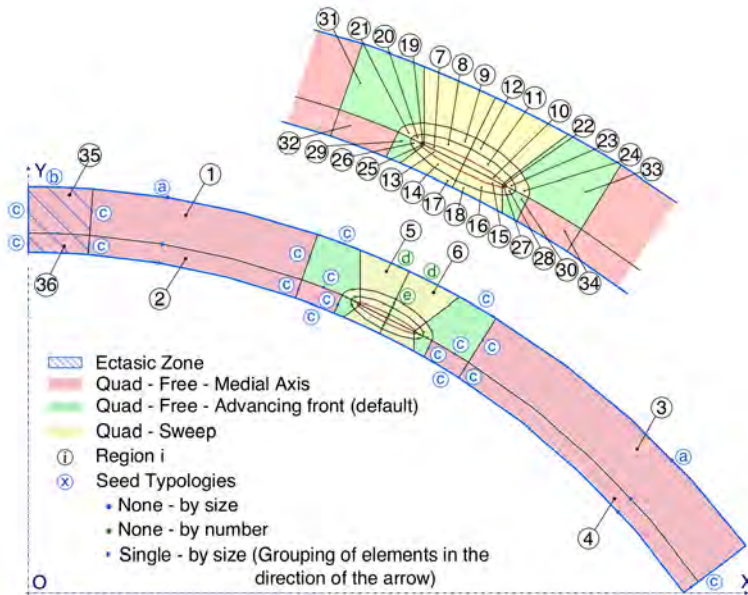 31 21 20 19 7 8 9 12 11 10 22 23 24 33
32 29 26 25 13 14 17 18 16 15 27 28 30 34
Y
b
35
a
1
c c
c c
36
2
c c
5
6
d d
e
c c
c c
c c
c c
c c
3
a
4
c
Ectasic Zone
Quad - Free - Medial Axis
Quad - Free - Advancing front (default)
Quad - Sweep
i Region i
x Seed Typologies
None - by size
None - by number
Single - by size (Grouping of elements in the
direction of the arrow)
O
X